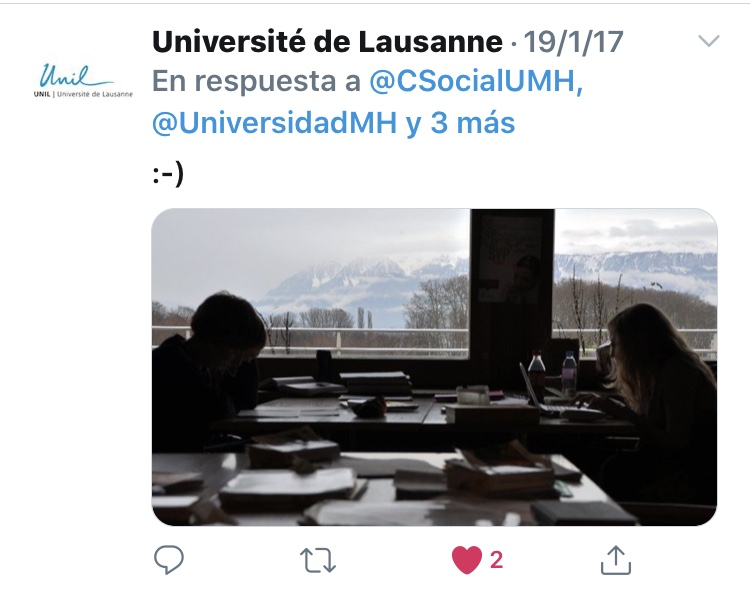 Université de Lausanne · 19/1/17
Unil
UNIL | Université de Lausanne
En respuesta a @CSocialUMH,
@UniversidadMH y 3 más
:-)
2